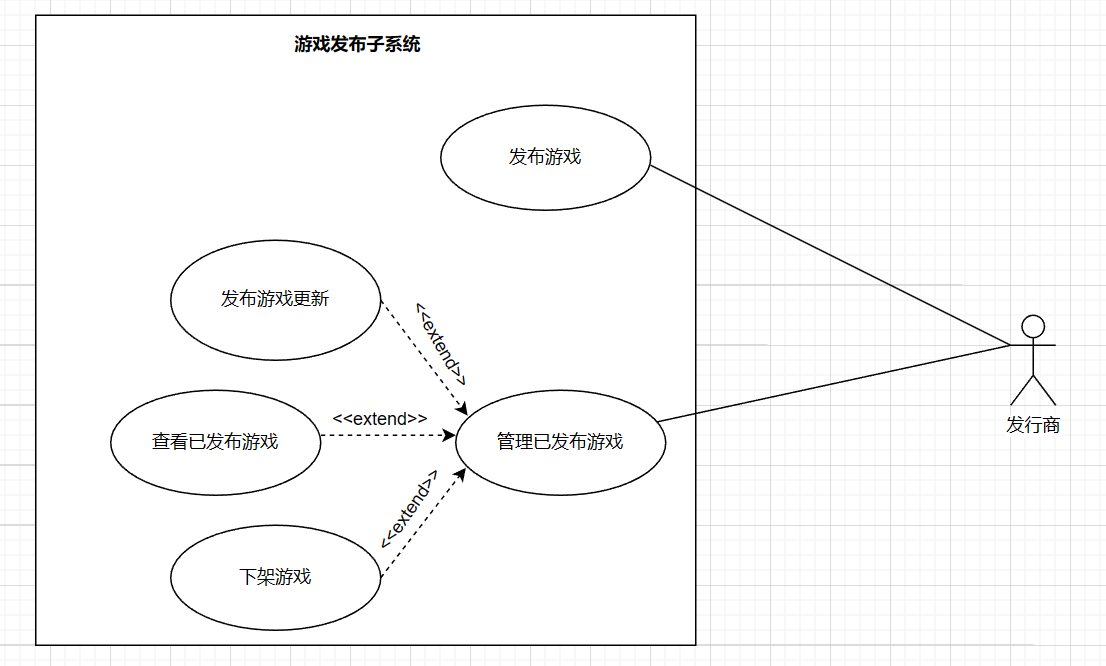 游戏发布子系统
发布游戏
发布游戏更新
<<extend>>
查看已发布游戏
<<extend>>
管理已发布游戏
发行商
<<extend>>
下架游戏